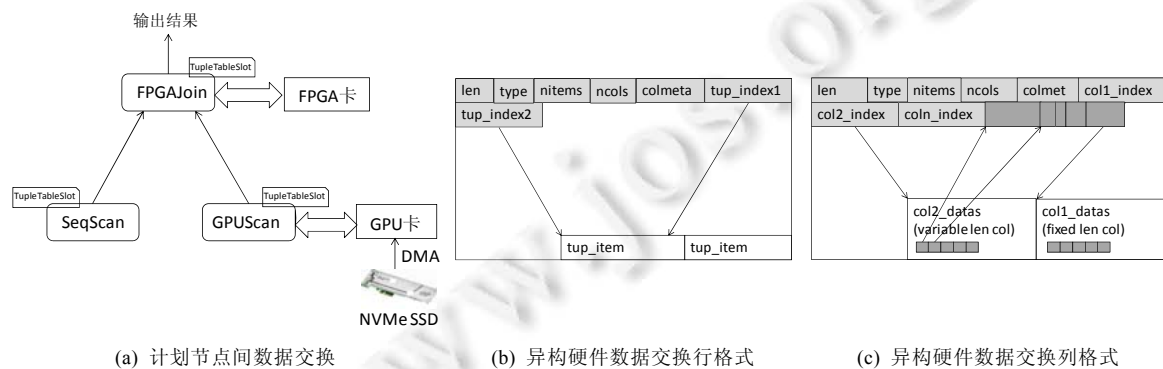 输出结果
TupleTableSlot
FPGAJoin
FPGA卡
TupleTableSlot
SeqScan
TupleTableSlot
GPUScan
GPU卡
DMA
NVMe SSD
(a) 计划节点间数据交换
len type nitems ncols colmeta tup_index1
tup_index2
tup_item tup_item
(b) 异构硬件数据交换行格式
len type nitems ncols colmet col1_index
col2_index coln_index
col2_datas
(variable len col)
col1_datas
(fixed len col)
(c) 异构硬件数据交换列格式
www.jos.org